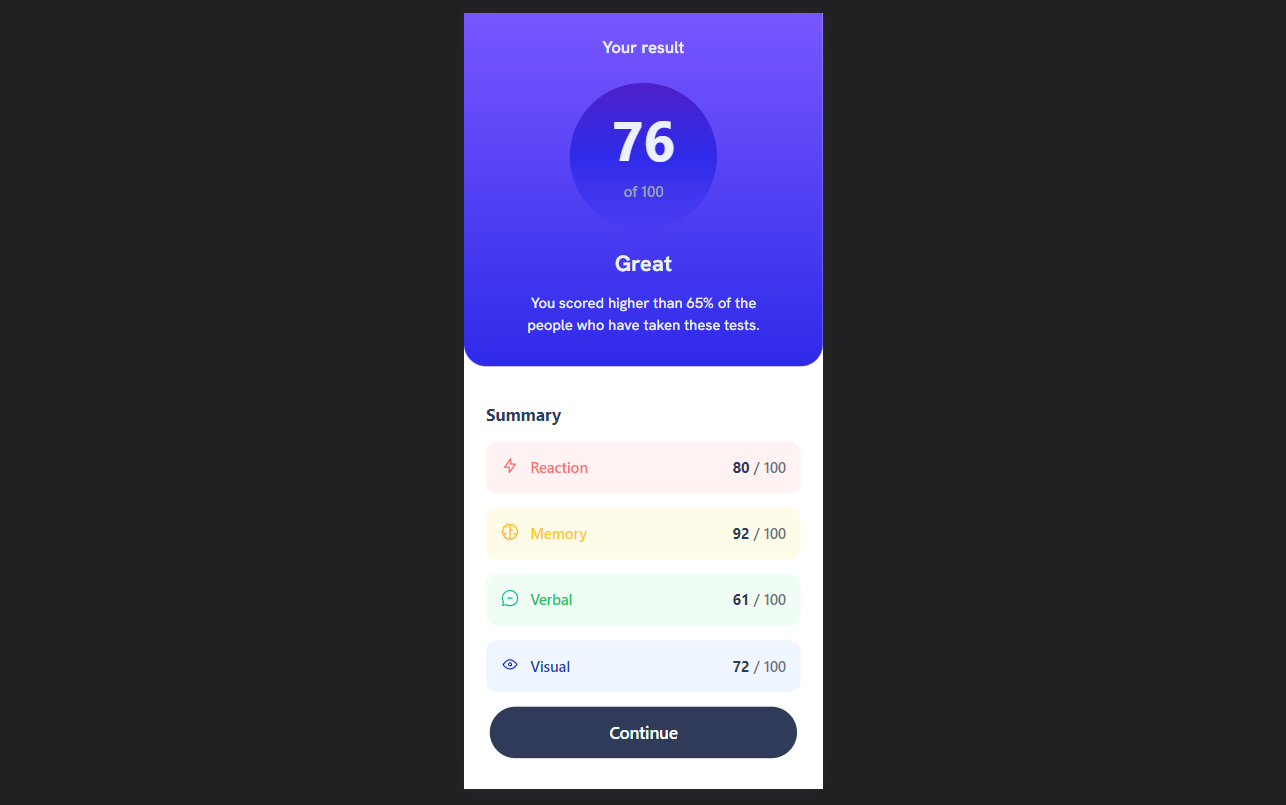 Your result
76
of 100
Great
You scored higher than 65% of the
people who have taken these tests.
Summary
Reaction 80 / 100
Memory 92 / 100
Verbal 61 / 100
Visual 72 / 100
Continue